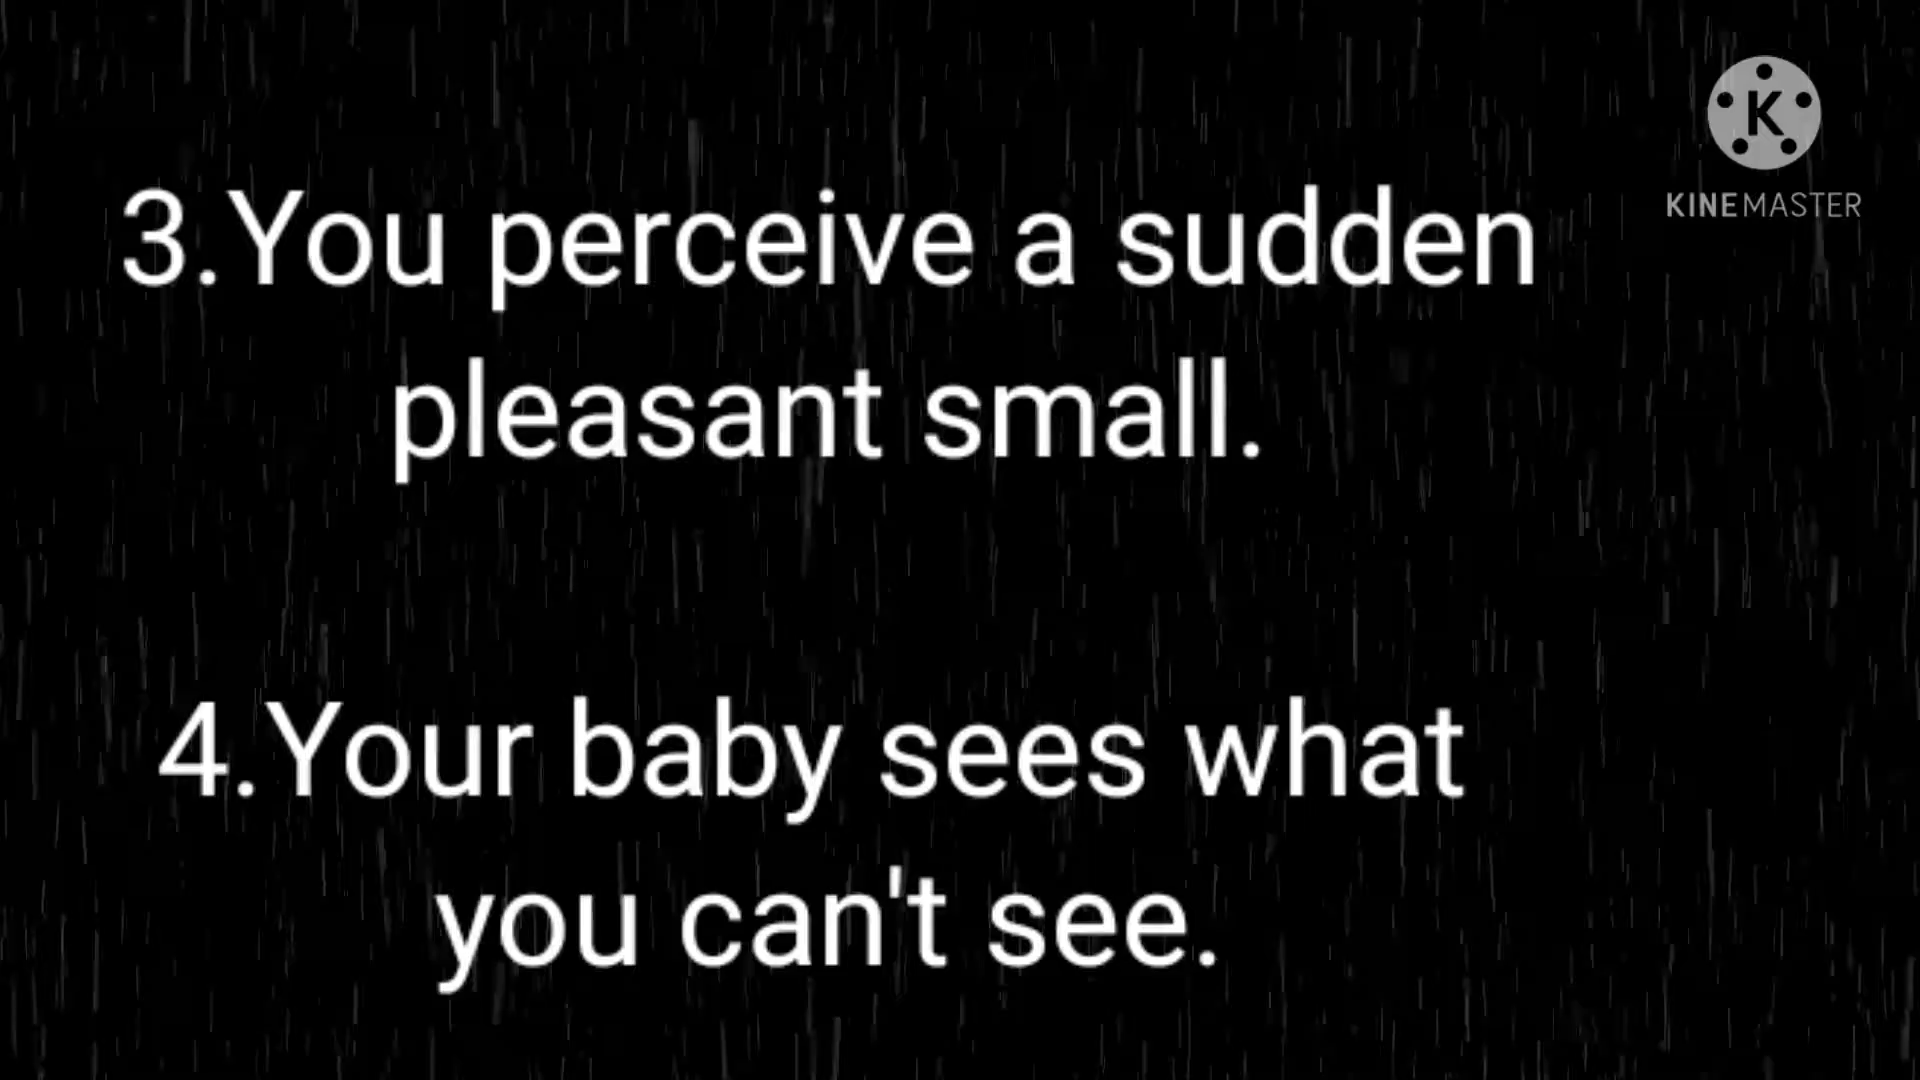 K
KINEMASTER
3.You perceive a sudden
pleasant small.
4.Your baby sees what
you can't see.